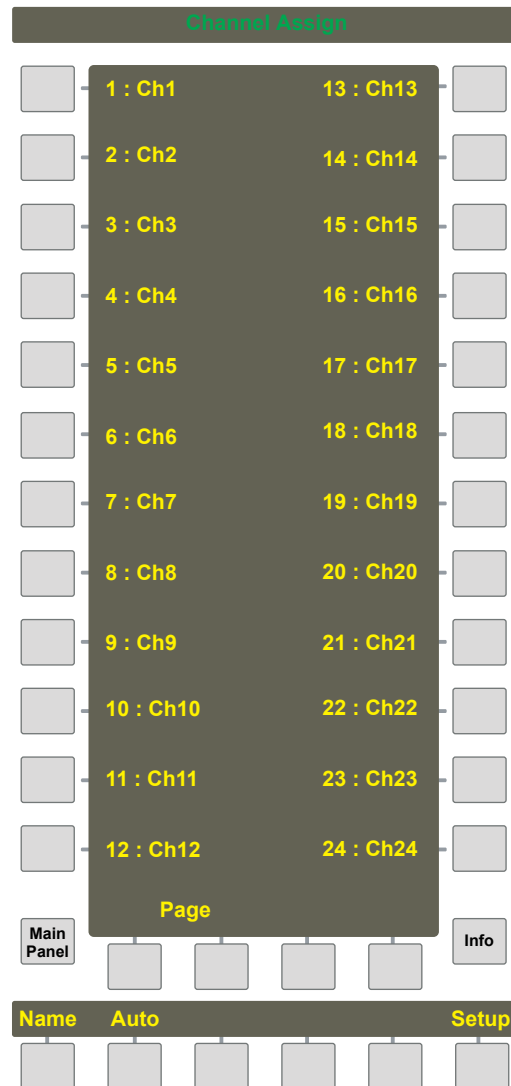 Channel Assign
1 : Ch1
13 : Ch13
2 : Ch2
14 : Ch14
3 : Ch3
15 : Ch15
4 : Ch4
16 : Ch16
5 : Ch5
17 : Ch17
6 : Ch6
18 : Ch18
7 : Ch7
19 : Ch19
8 : Ch8
20 : Ch20
9 : Ch9
21 : Ch21
10 : Ch10
22 : Ch22
11 : Ch11
23 : Ch23
12 : Ch12
24 : Ch24
Page
Main
Panel
Info
Name Auto Setup